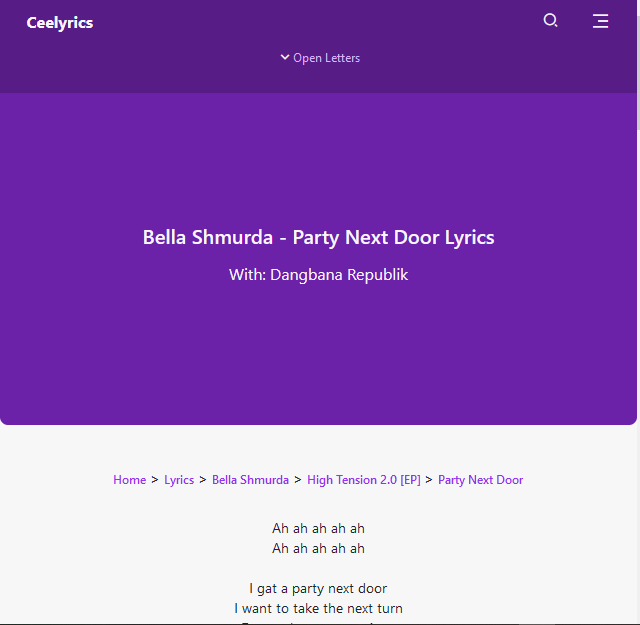 Ceelyrics
Open Letters
Bella Shmurda - Party Next Door Lyrics
With: Dangbana Republik
Home > Lyrics > Bella Shmurda > High Tension 2.0 [EP] > Party Next Door
Ah ah ah ah ah
Ah ah ah ah ah
I gat a party next door
I want to take the next turn